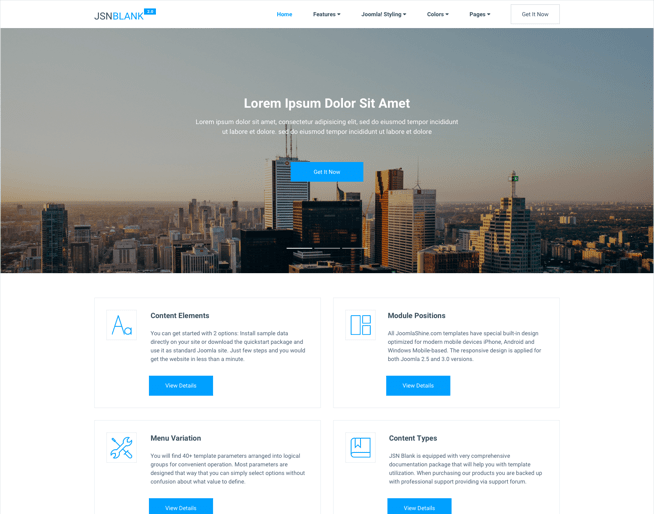 JSNBLANK 3.0
Home Features Joomla! Styling Colors Pages Get It Now
Lorem Ipsum Dolor Sit Amet
Lorem ipsum dolor sit amet, consectetur adipisicing elit, sed do eiusmod tempor incididunt
ut labore et dolore. sed do eiusmod tempor incididunt ut labore et dolore
Get It Now
Content Elements
You can get started with 2 options: Install sample data
directly on your site or download the quickstart package and
use it as standard Joomla site. Just few steps and you would
get the website in less than a minute.
View Details
Module Positions
All JoomlaShine.com templates have special built-in design
optimized for modern mobile devices iPhone, Android and
Windows Mobile-based. The responsive design is applied for
both Joomla 2.5 and 3.0 versions.
View Details
Menu Variation
You will find 40+ template parameters arranged into logical
groups for convenient operation. Most parameters are
designed that way that you can simply select options without
confusion about what value to define.
View Details
Content Types
JSN Blank is equipped with very comprehensive
documentation package that will help you with template
utilization. When purchasing our products you are backed up
with professional support providing via support forum.
View Details